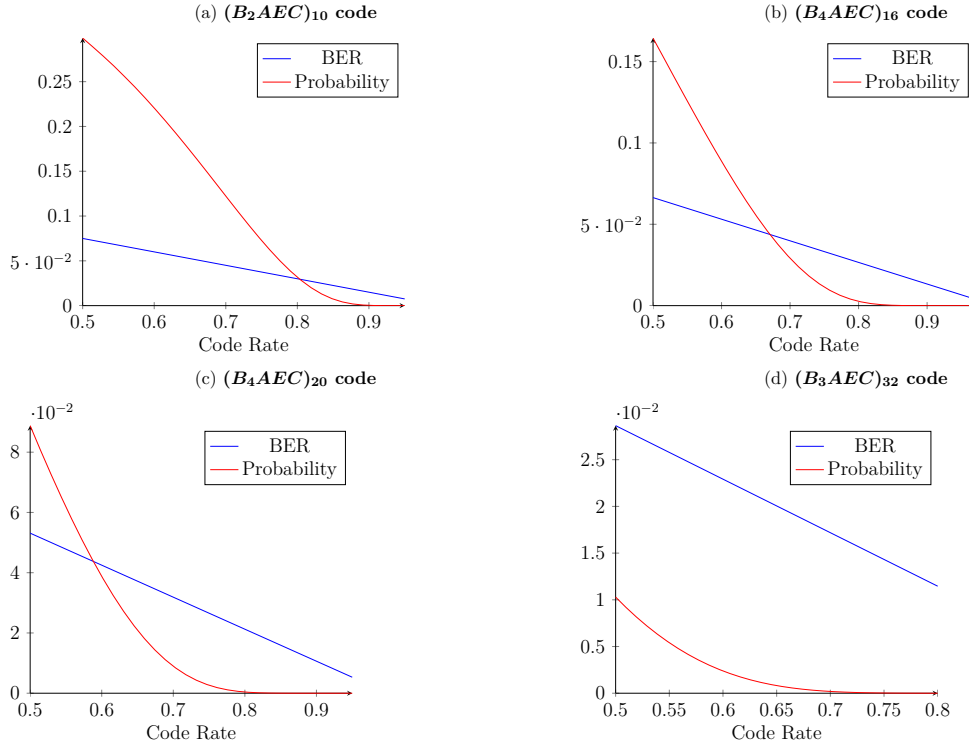 (a) (B₂AEC)₁₀ code
BER
Probability
0.25
0.2
0.15
0.1
5 · 10⁻²
0
0.5 0.6 0.7 0.8 0.9
Code Rate
(b) (B₄AEC)₁₆ code
BER
Probability
0.15
0.1
5 · 10⁻²
0
0.5 0.6 0.7 0.8 0.9
Code Rate
(c) (B₄AEC)₂₀ code
·10⁻²
BER
Probability
8
6
4
2
0
0.5 0.6 0.7 0.8 0.9
Code Rate
(d) (B₃AEC)₃₂ code
·10⁻²
BER
Probability
2.5
2
1.5
1
0.5
0
0.5 0.55 0.6 0.65 0.7 0.75 0.8
Code Rate